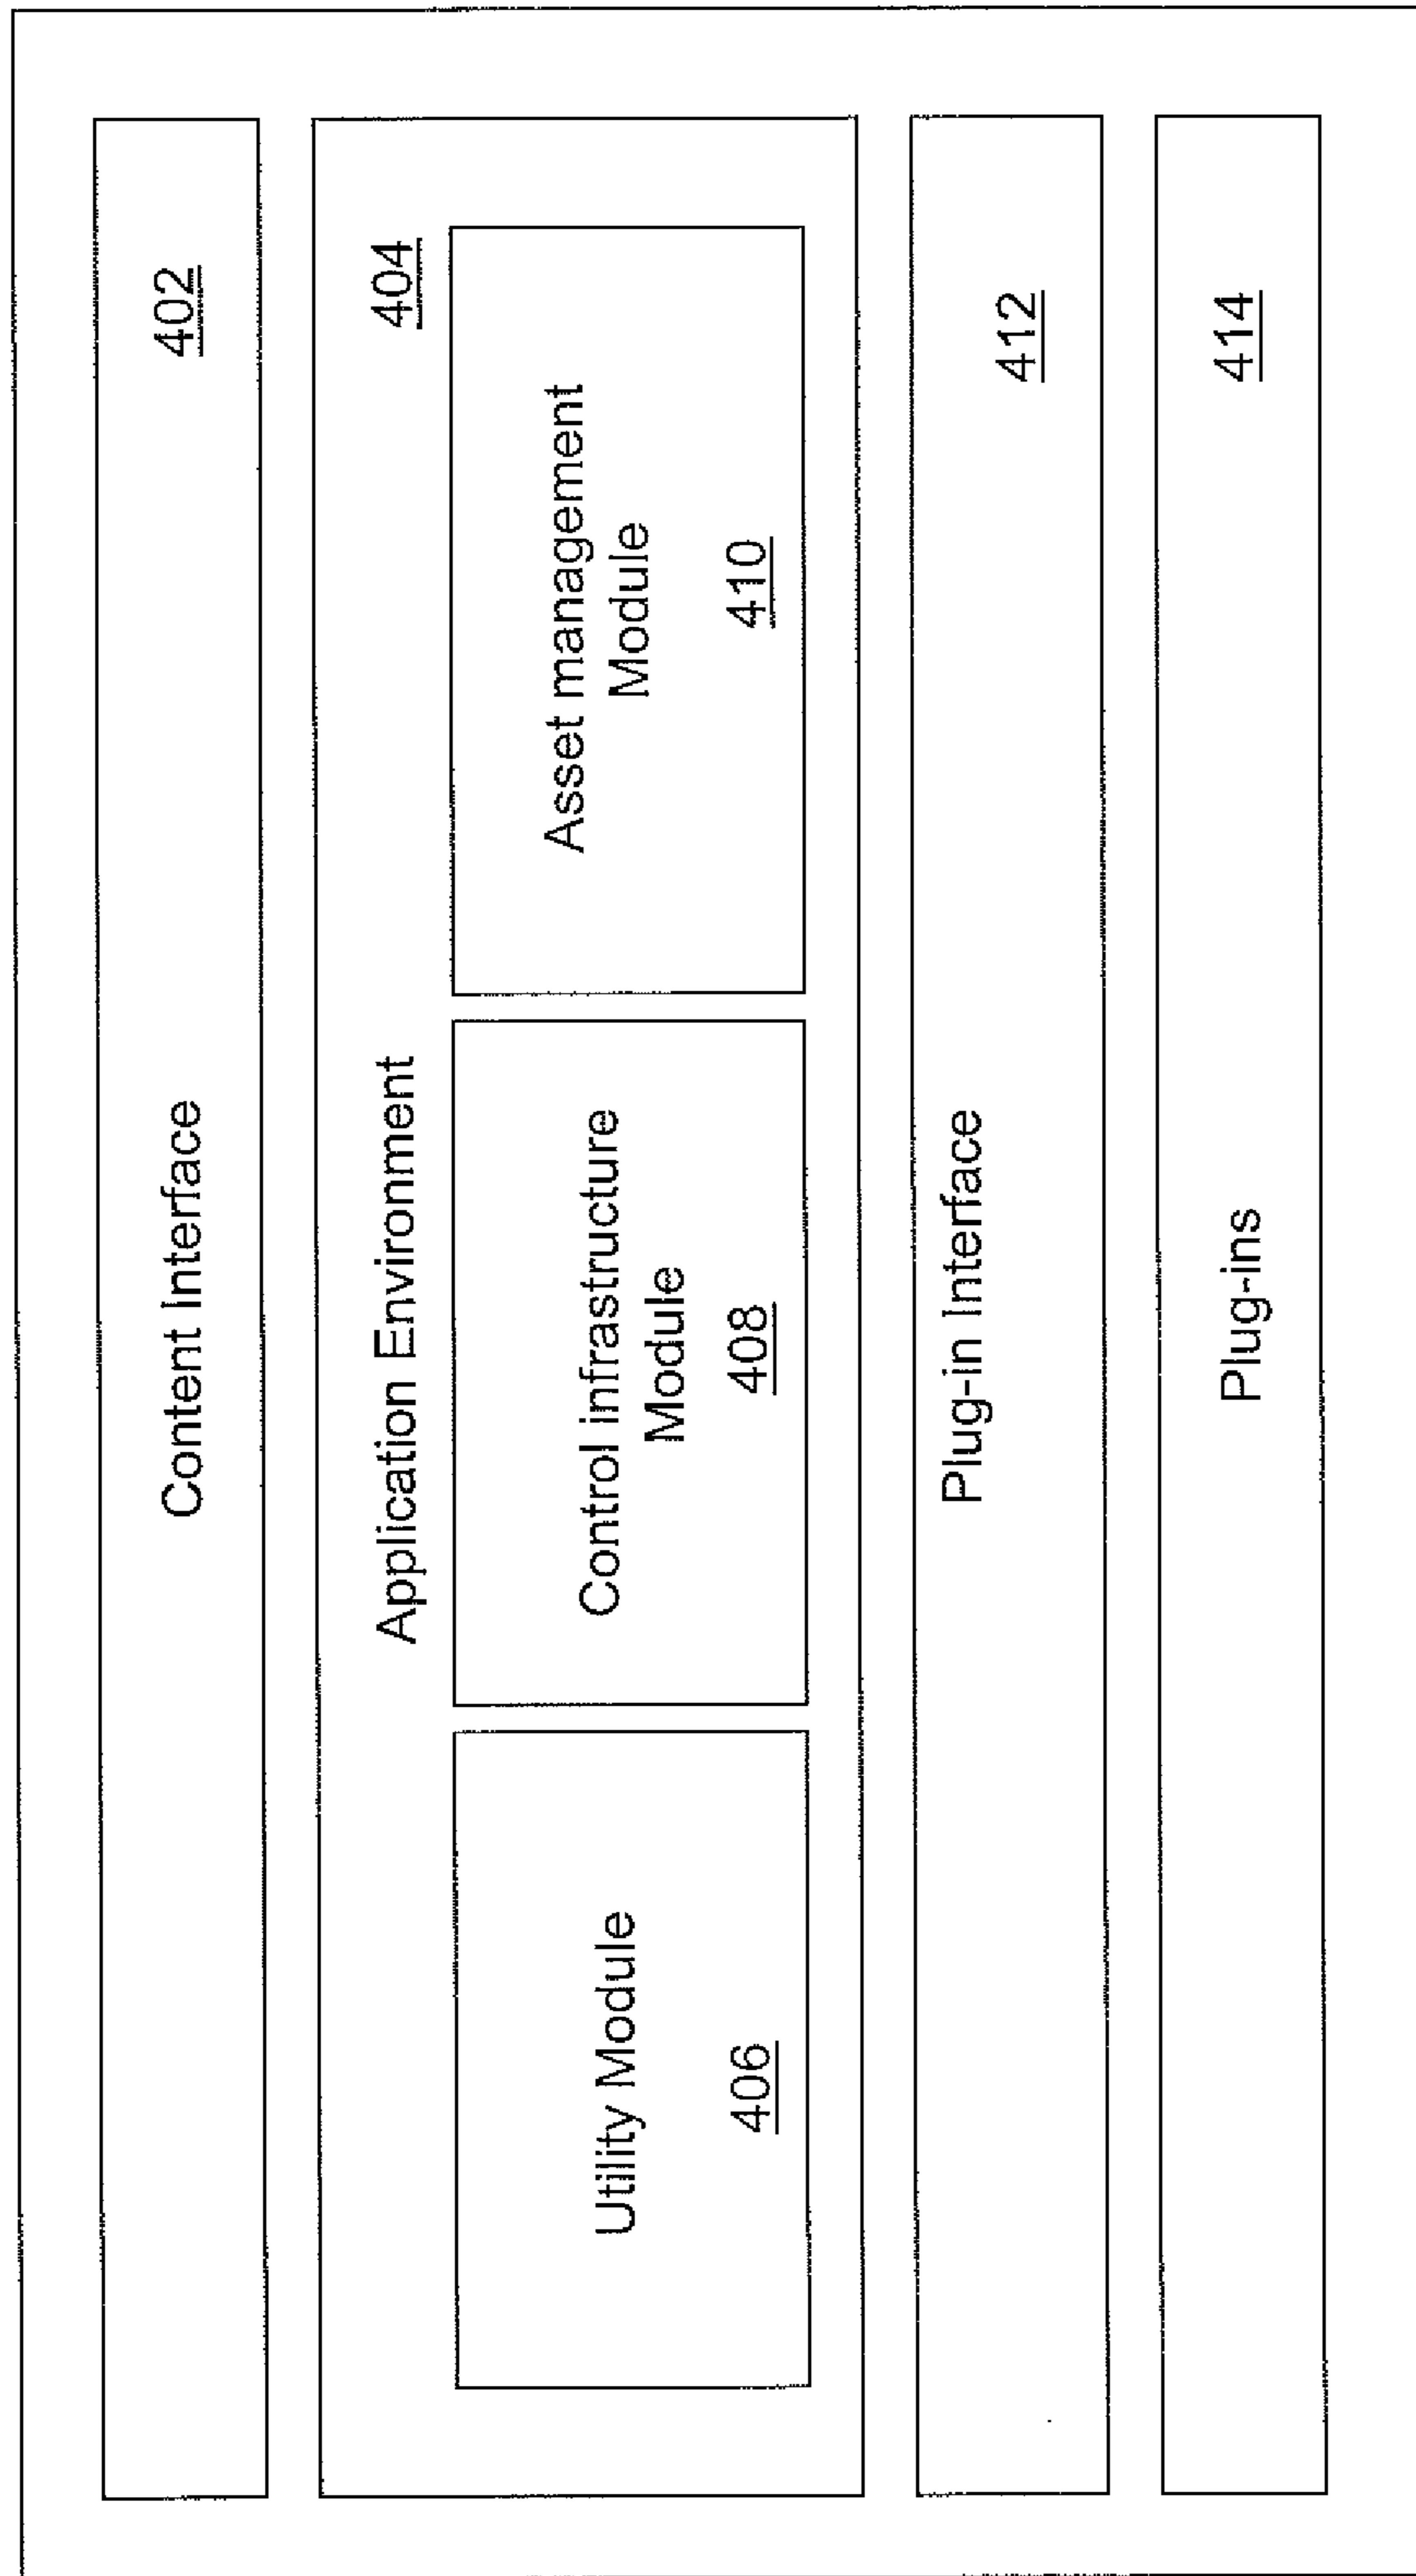 Content Interface
402
Application Environment
404
Utility Module
406
Control infrastructure
Module
408
Asset management
Module
410
Plug-in Interface
412
Plug-ins
414